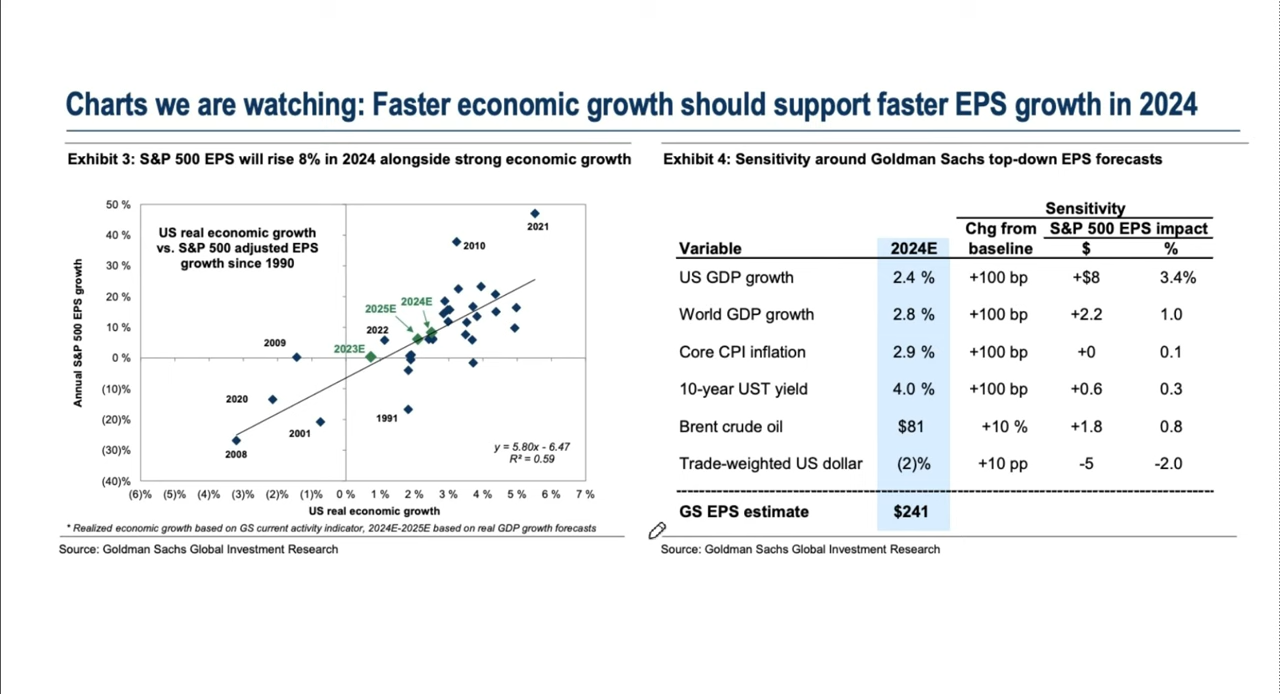 Charts we are watching: Faster economic growth should support faster EPS growth in 2024
Exhibit 3: S&P 500 EPS will rise 8% in 2024 alongside strong economic growth
US real economic growth
vs. S&P 500 adjusted EPS
growth since 1990
Annual S&P 500 EPS growth
50 %
40 %
30 %
20 %
10 %
0 %
(10)%
(20)%
(30)%
(40)%
2021
2010
2025E
2024E
2022
2023E
2009
2020
2001
2008
1991
y = 5.80x - 6.47
R² = 0.59
(6)% (5)% (4)% (3)% (2)% (1)% 0 % 1 % 2 % 3 % 4 % 5 % 6 % 7 %
US real economic growth
* Realized economic growth based on GS current activity indicator, 2024E-2025E based on real GDP growth forecasts
Source: Goldman Sachs Global Investment Research
Exhibit 4: Sensitivity around Goldman Sachs top-down EPS forecasts
Sensitivity
Chg from S&P 500 EPS impact
Variable 2024E baseline $ %
US GDP growth 2.4 % +100 bp +$8 3.4%
World GDP growth 2.8 % +100 bp +2.2 1.0
Core CPI inflation 2.9 % +100 bp +0 0.1
10-year UST yield 4.0 % +100 bp +0.6 0.3
Brent crude oil $81 +10 % +1.8 0.8
Trade-weighted US dollar (2)% +10 pp -5 -2.0
GS EPS estimate $241
Source: Goldman Sachs Global Investment Research